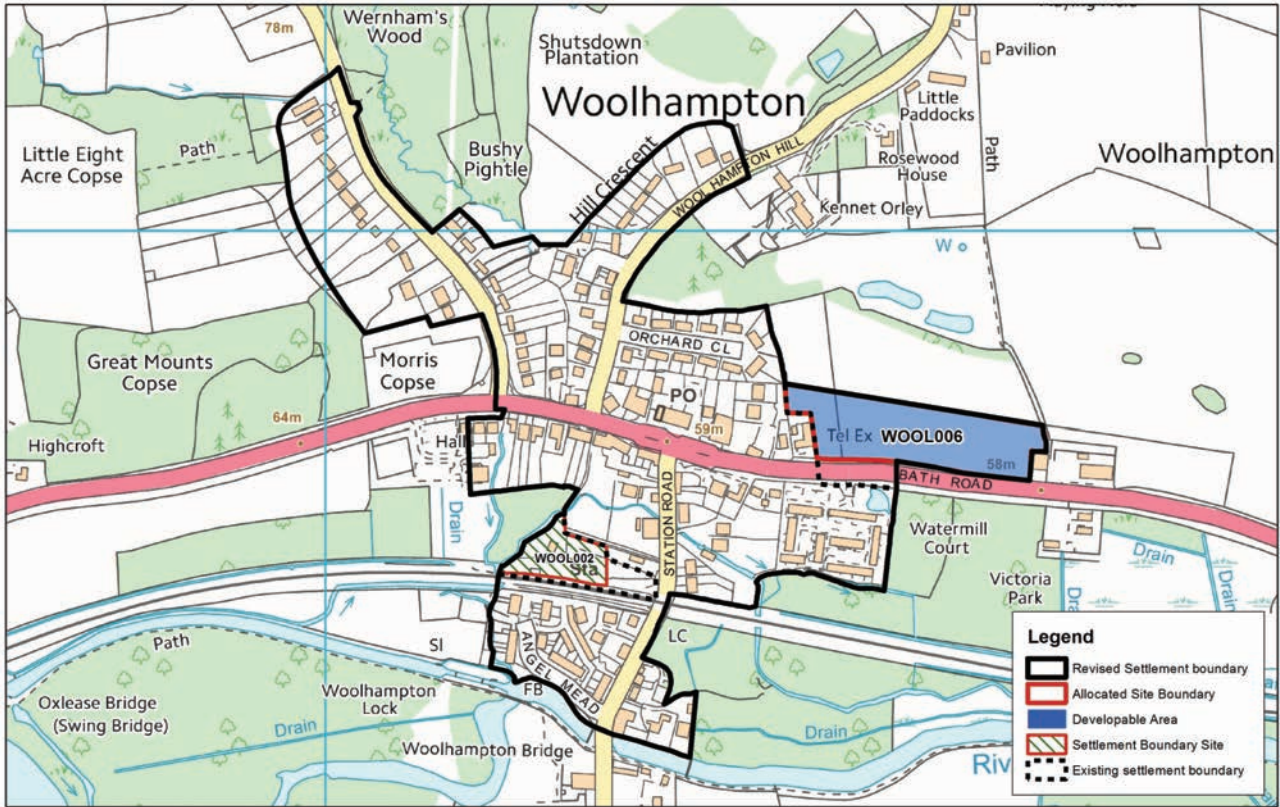 78m
Wernham's
Wood
Shutsdown
Plantation
Pavilion
Woolhampton
Little
Paddocks
Path
Little Eight
Acre Copse
Path
Bushy
Pightle
Hill Crescent
WOOLHAMPTON HILL
Rosewood
House
Woolhampton
Kennet Orley
W
ORCHARD CL
Great Mounts
Copse
Morris
Copse
PO
64m
59m
Highcroft
Hall
Tel Ex
WOOL006
58m
BATH ROAD
STATION ROAD
Drain
Watermill
Court
WOOL002
Sta
Drain
Victoria
Park
Path
SI
LC
ANGEL MEAD
FB
Oxlease Bridge
(Swing Bridge)
Woolhampton
Lock
Drain
Drain
Woolhampton Bridge
Riv
Legend
Revised Settlement boundary
Allocated Site Boundary
Developable Area
Settlement Boundary Site
Existing settlement boundary